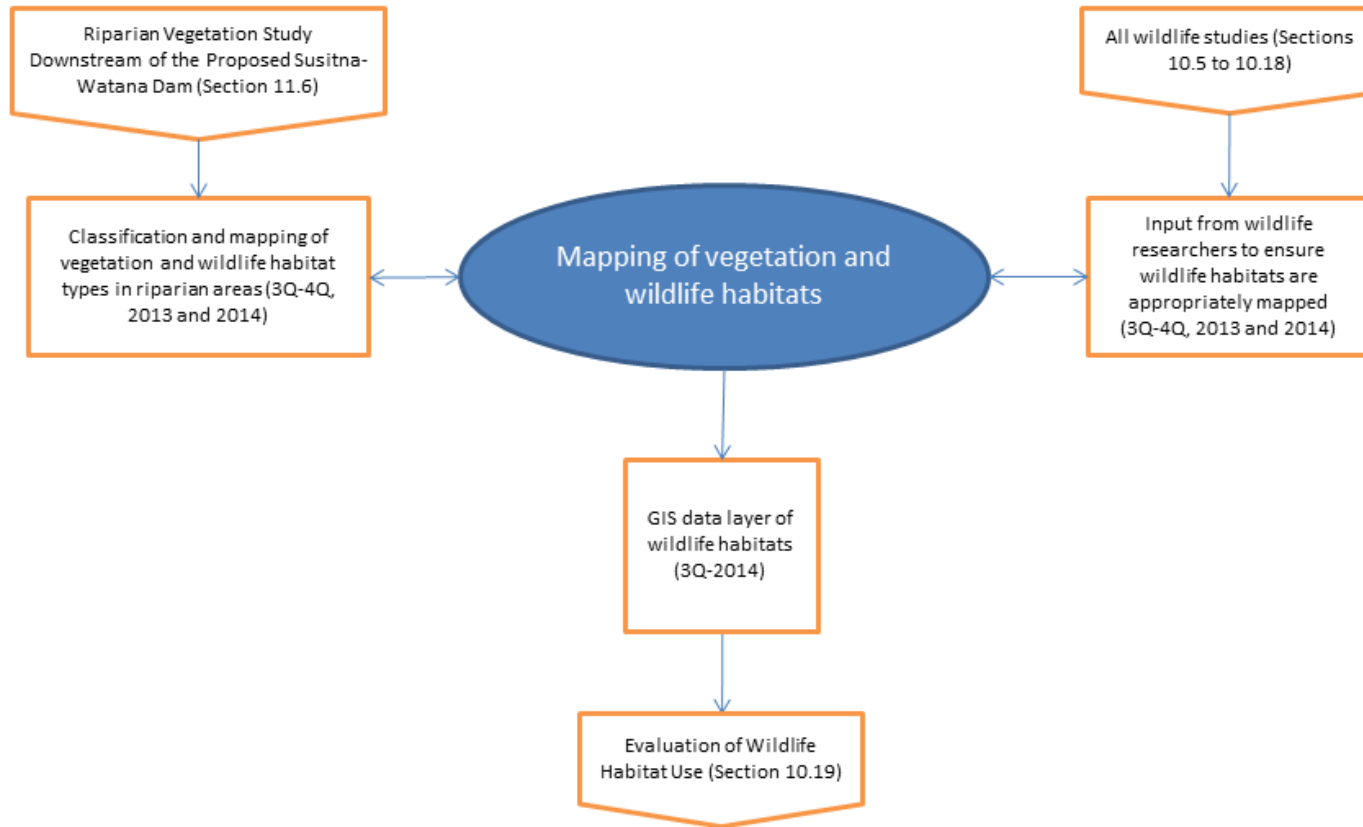 Riparian Vegetation Study
Downstream of the Proposed Susitna-
Watana Dam (Section 11.6)
All wildlife studies (Sections
10.5 to 10.18)
Classification and mapping of
vegetation and wildlife habitat
types in riparian areas (3Q-4Q,
2013 and 2014)
Mapping of vegetation and
wildlife habitats
Input from wildlife
researchers to ensure
wildlife habitats are
appropriately mapped
(3Q-4Q, 2013 and 2014)
GIS data layer of
wildlife habitats
(3Q-2014)
Evaluation of Wildlife
Habitat Use (Section 10.19)